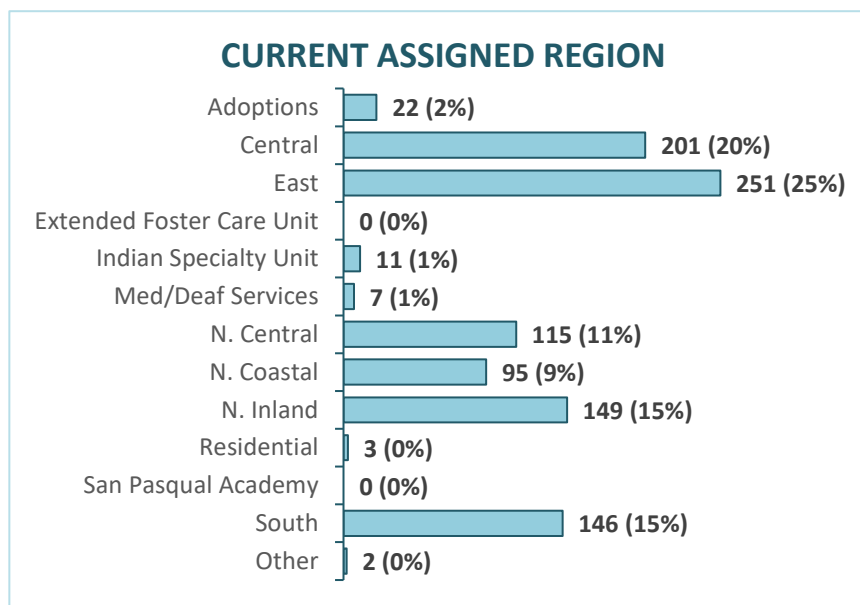 CURRENT ASSIGNED REGION
Adoptions 22 (2%)
Central 201 (20%)
East 251 (25%)
Extended Foster Care Unit 0 (0%)
Indian Specialty Unit 11 (1%)
Med/Deaf Services 7 (1%)
N. Central 115 (11%)
N. Coastal 95 (9%)
N. Inland 149 (15%)
Residential 3 (0%)
San Pasqual Academy 0 (0%)
South 146 (15%)
Other 2 (0%)